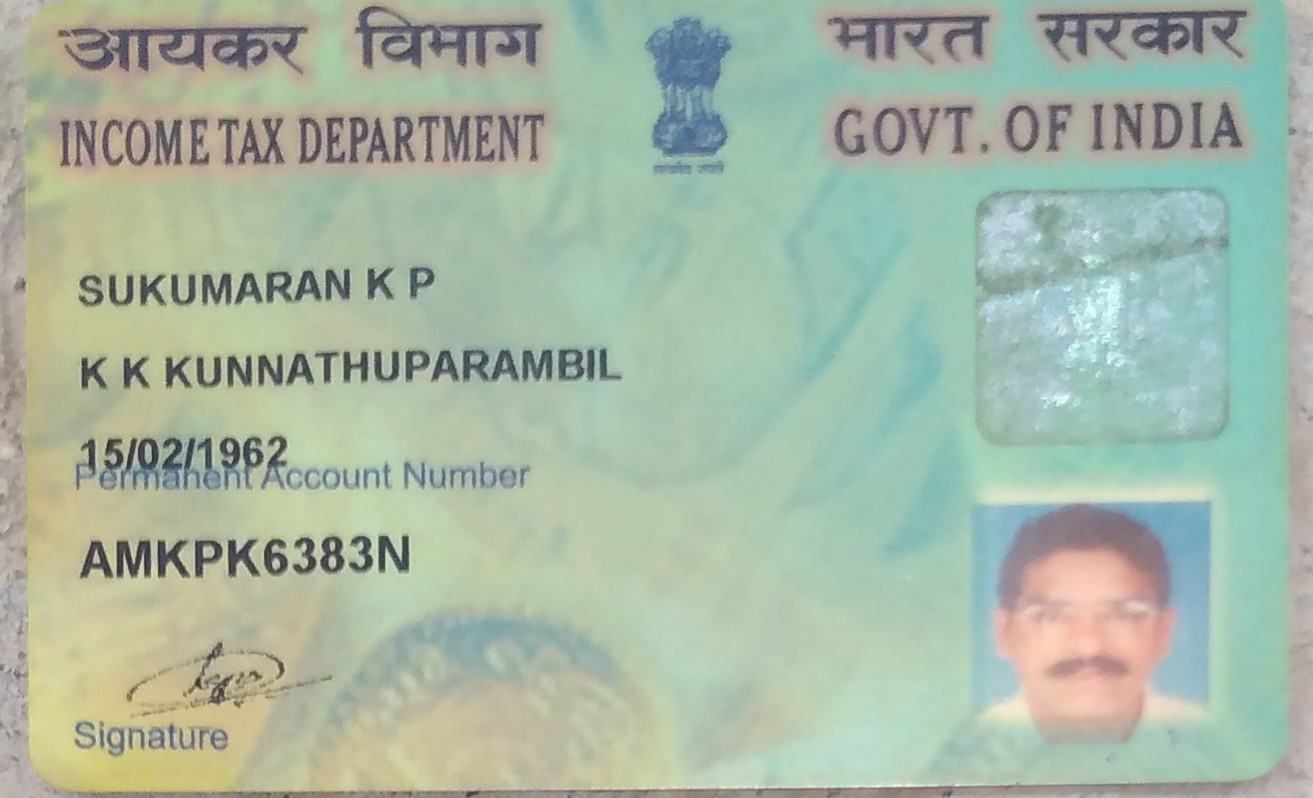 आयकर विभाग
INCOME TAX DEPARTMENT
भारत सरकार
GOVT. OF INDIA
सत्यमेव जयते
SUKUMARAN K P
K K KUNNATHUPARAMBIL
15/02/1962
Permanent Account Number
AMKPK6383N
Signature